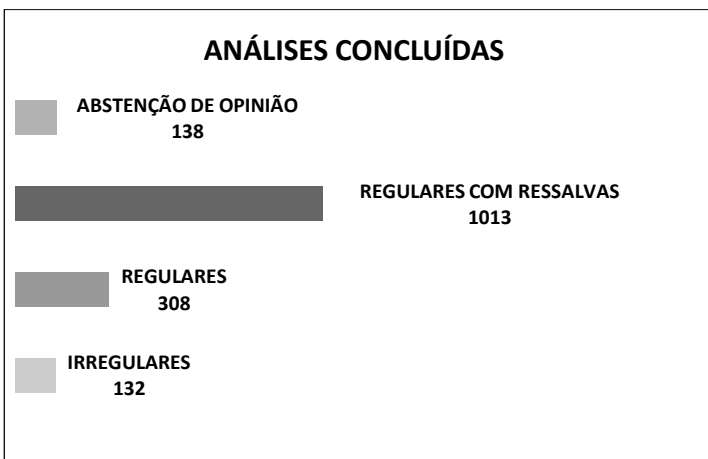 ANÁLISES CONCLUÍDAS
ABSTENÇÃO DE OPINIÃO
138
REGULARES COM RESSALVAS
1013
REGULARES
308
IRREGULARES
132